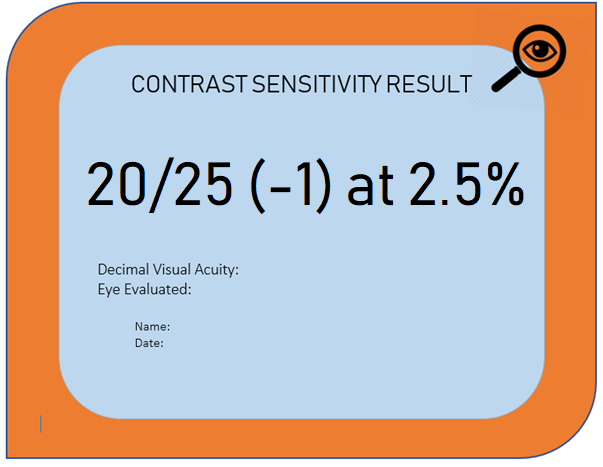 CONTRAST SENSITIVITY RESULT
20/25 (-1) at 2.5%
Decimal Visual Acuity:
Eye Evaluated:
Name:
Date: